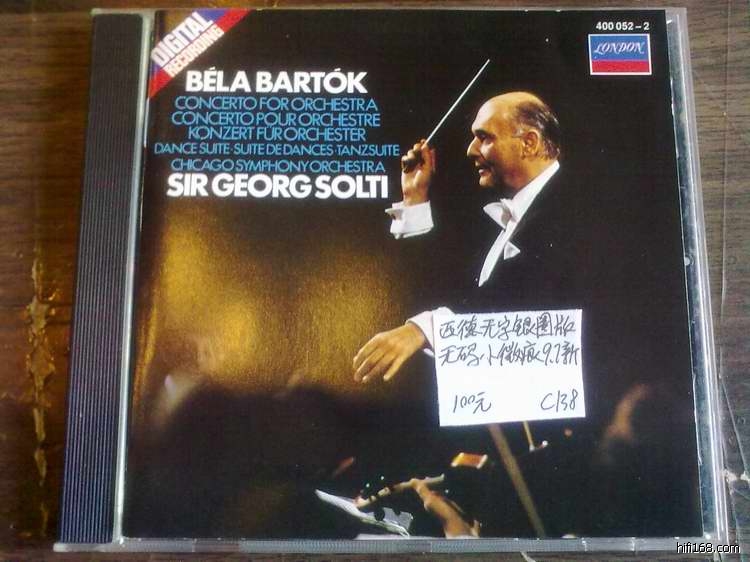 400 052-2
LONDON
DIGITAL
RECORDING
BÉLA BARTÓK
CONCERTO FOR ORCHESTRA
CONCERTO POUR ORCHESTRE
KONZERT FÜR ORCHESTER
DANCE SUITE·SUITE DE DANCES·TANZSUITE
CHICAGO SYMPHONY ORCHESTRA
SIR GEORG SOLTI
西德无字银圈版
无码小微痕9.7新
100元 C138
hifi168.com